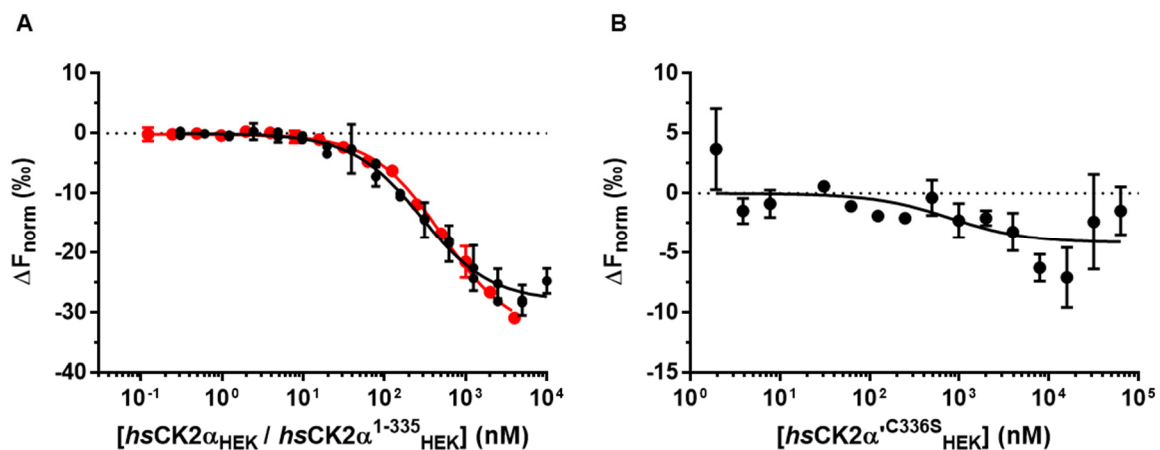 A
B
ΔFnorm (‰)
10
0
-10
-20
-30
-40
10⁻¹ 10⁰ 10¹ 10² 10³ 10⁴
[hsCK2αHEK / hsCK2α¹⁻³³⁵HEK] (nM)
ΔFnorm (‰)
10
5
0
-5
-10
-15
10⁰ 10¹ 10² 10³ 10⁴ 10⁵
[hsCK2α'C336SHEK] (nM)